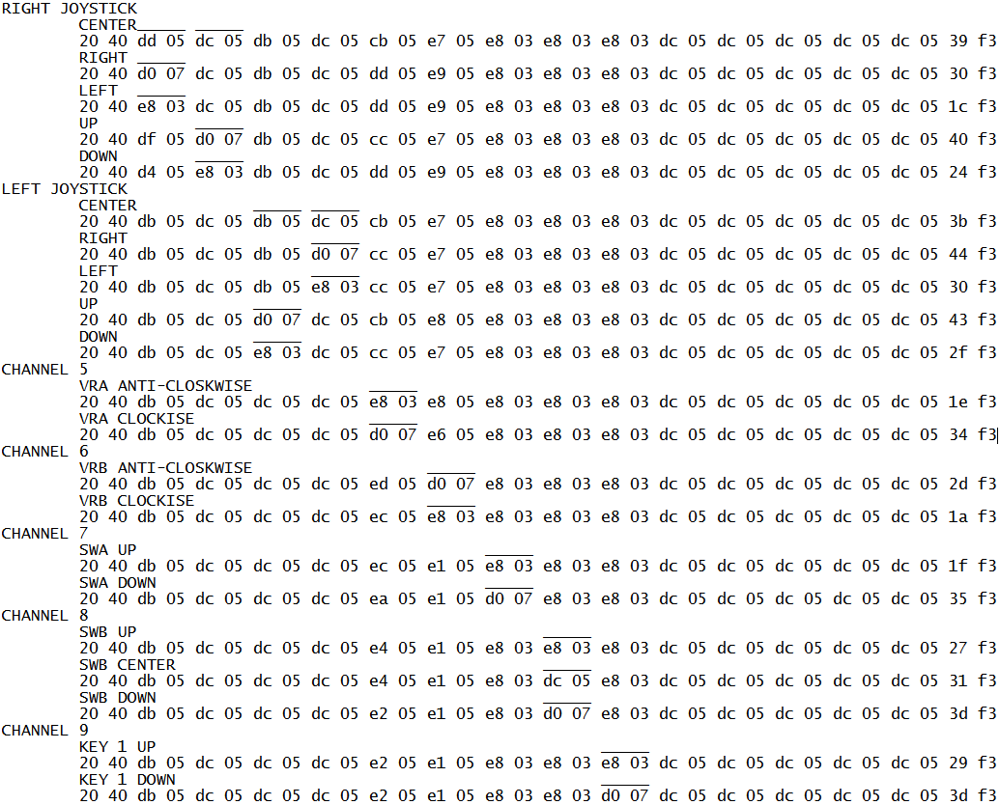 RIGHT JOYSTICK
CENTER
20 40 dd 05 dc 05 db 05 dc 05 cb 05 e7 05 e8 03 e8 03 e8 03 dc 05 dc 05 dc 05 dc 05 dc 05 39 f3
RIGHT
20 40 d0 07 dc 05 db 05 dc 05 dd 05 e9 05 e8 03 e8 03 e8 03 dc 05 dc 05 dc 05 dc 05 dc 05 30 f3
LEFT
20 40 e8 03 dc 05 db 05 dc 05 dd 05 e9 05 e8 03 e8 03 e8 03 dc 05 dc 05 dc 05 dc 05 dc 05 1c f3
UP
20 40 df 05 d0 07 db 05 dc 05 cc 05 e7 05 e8 03 e8 03 e8 03 dc 05 dc 05 dc 05 dc 05 dc 05 40 f3
DOWN
20 40 d4 05 e8 03 db 05 dc 05 dd 05 e9 05 e8 03 e8 03 e8 03 dc 05 dc 05 dc 05 dc 05 dc 05 24 f3
LEFT JOYSTICK
CENTER
20 40 db 05 dc 05 db 05 dc 05 cb 05 e7 05 e8 03 e8 03 e8 03 dc 05 dc 05 dc 05 dc 05 dc 05 3b f3
RIGHT
20 40 db 05 dc 05 db 05 d0 07 cc 05 e7 05 e8 03 e8 03 e8 03 dc 05 dc 05 dc 05 dc 05 dc 05 44 f3
LEFT
20 40 db 05 dc 05 db 05 e8 03 cc 05 e7 05 e8 03 e8 03 e8 03 dc 05 dc 05 dc 05 dc 05 dc 05 30 f3
UP
20 40 db 05 dc 05 d0 07 dc 05 cb 05 e8 05 e8 03 e8 03 e8 03 dc 05 dc 05 dc 05 dc 05 dc 05 43 f3
DOWN
20 40 db 05 dc 05 e8 03 dc 05 cc 05 e7 05 e8 03 e8 03 e8 03 dc 05 dc 05 dc 05 dc 05 dc 05 2f f3
CHANNEL 5
VRA ANTI-CLOSKWISE
20 40 db 05 dc 05 dc 05 dc 05 e8 03 e8 05 e8 03 e8 03 e8 03 dc 05 dc 05 dc 05 dc 05 dc 05 1e f3
VRA CLOCKISE
20 40 db 05 dc 05 dc 05 dc 05 d0 07 e6 05 e8 03 e8 03 e8 03 dc 05 dc 05 dc 05 dc 05 dc 05 34 f3
CHANNEL 6
VRB ANTI-CLOSKWISE
20 40 db 05 dc 05 dc 05 dc 05 ed 05 d0 07 e8 03 e8 03 e8 03 dc 05 dc 05 dc 05 dc 05 dc 05 2d f3
VRB CLOCKISE
20 40 db 05 dc 05 dc 05 dc 05 ec 05 e8 03 e8 03 e8 03 e8 03 dc 05 dc 05 dc 05 dc 05 dc 05 1a f3
CHANNEL 7
SWA UP
20 40 db 05 dc 05 dc 05 dc 05 ec 05 e1 05 e8 03 e8 03 e8 03 dc 05 dc 05 dc 05 dc 05 dc 05 1f f3
SWA DOWN
20 40 db 05 dc 05 dc 05 dc 05 ea 05 e1 05 d0 07 e8 03 e8 03 dc 05 dc 05 dc 05 dc 05 dc 05 35 f3
CHANNEL 8
SWB UP
20 40 db 05 dc 05 dc 05 dc 05 e4 05 e1 05 e8 03 e8 03 e8 03 dc 05 dc 05 dc 05 dc 05 dc 05 27 f3
SWB CENTER
20 40 db 05 dc 05 dc 05 dc 05 e4 05 e1 05 e8 03 dc 05 e8 03 dc 05 dc 05 dc 05 dc 05 dc 05 31 f3
SWB DOWN
20 40 db 05 dc 05 dc 05 dc 05 e2 05 e1 05 e8 03 d0 07 e8 03 dc 05 dc 05 dc 05 dc 05 dc 05 3d f3
CHANNEL 9
KEY 1 UP
20 40 db 05 dc 05 dc 05 dc 05 e2 05 e1 05 e8 03 e8 03 e8 03 dc 05 dc 05 dc 05 dc 05 dc 05 29 f3
KEY 1 DOWN
20 40 db 05 dc 05 dc 05 dc 05 e2 05 e1 05 e8 03 e8 03 d0 07 dc 05 dc 05 dc 05 dc 05 dc 05 3d f3